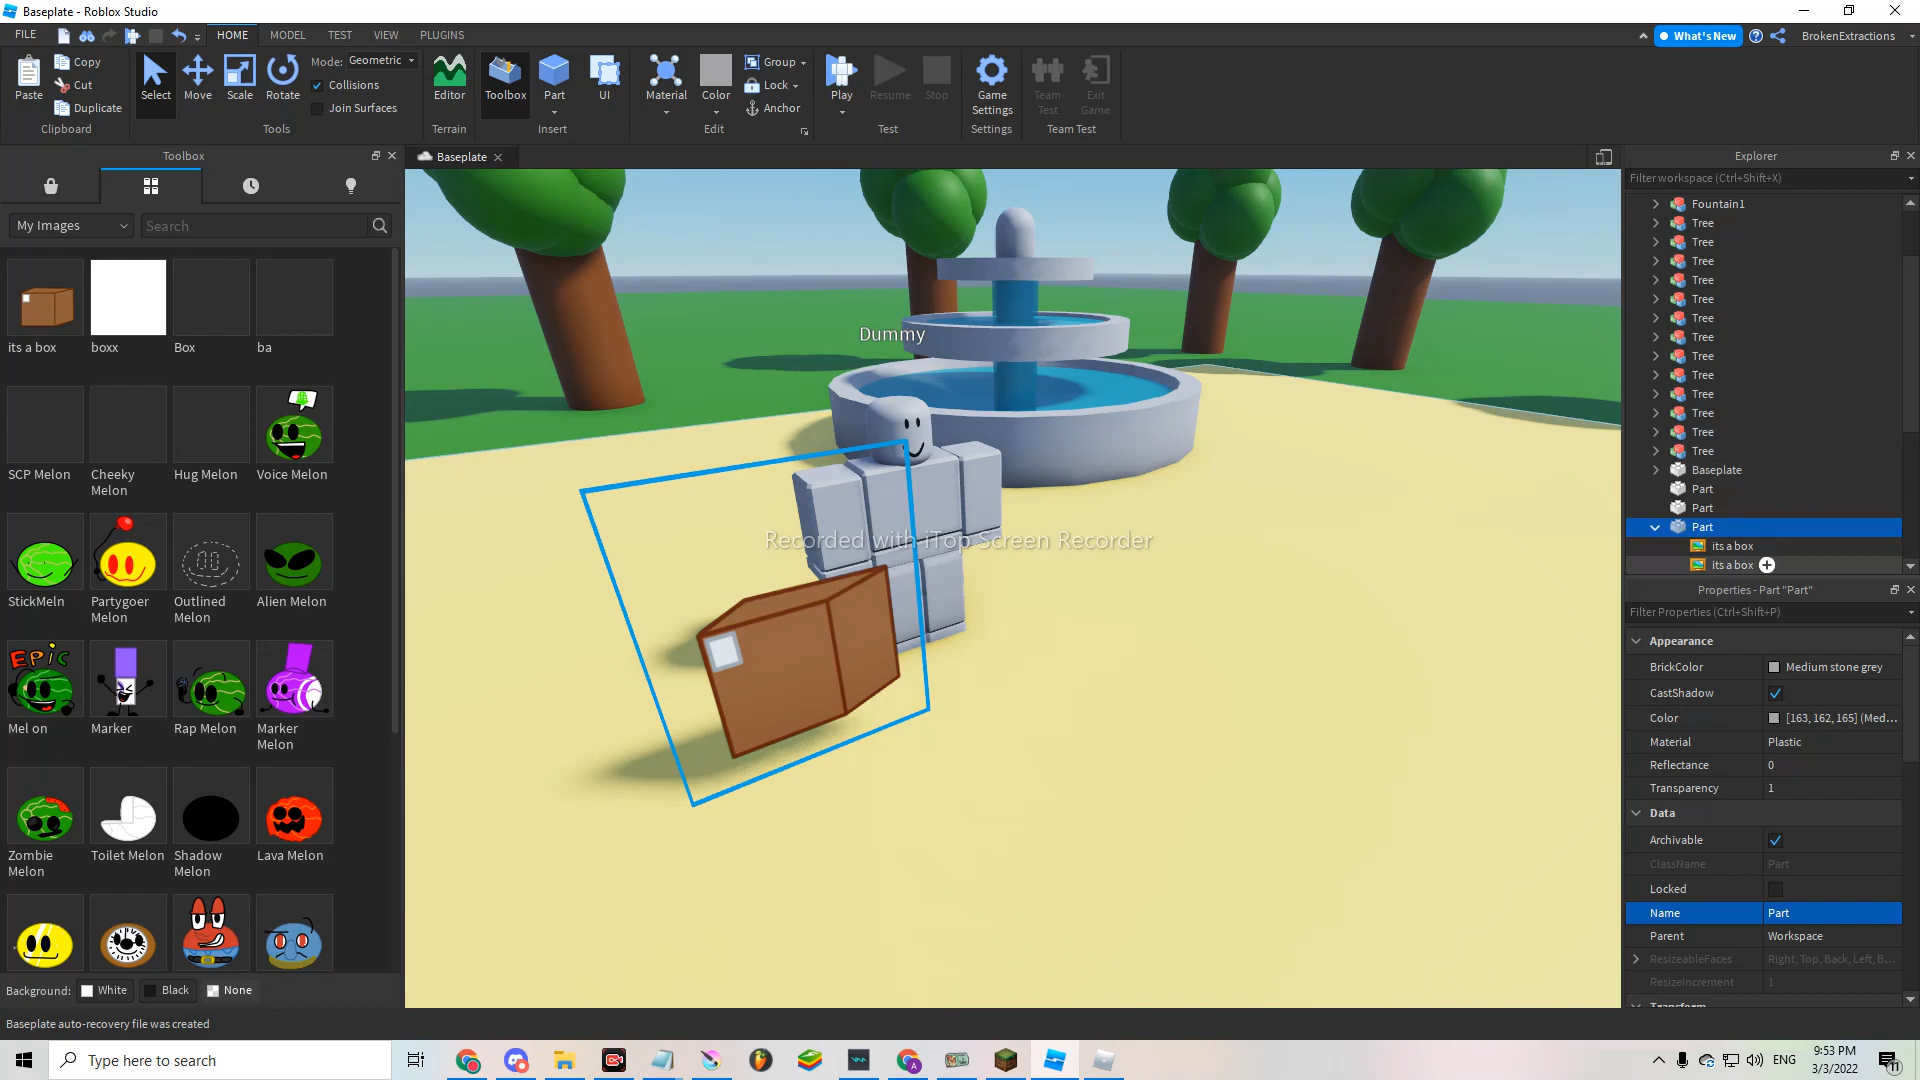 Baseplate - Roblox Studio
FILE
HOME
MODEL
TEST
VIEW
PLUGINS
What's New
BrokenExtractions
Paste
Copy
Cut
Duplicate
Clipboard
Select
Move
Scale
Rotate
Mode: Geometric
Collisions
Join Surfaces
Tools
Editor
Terrain
Toolbox
Part
UI
Insert
Material
Color
Group
Lock
Anchor
Edit
Play
Resume
Stop
Test
Game Settings
Settings
Team Test
Exit Game
Team Test
Toolbox
My Images
Search
its a box
boxx
Box
ba
SCP Melon
Cheeky Melon
Hug Melon
Voice Melon
StickMeln
Partygoer Melon
Outlined Melon
Alien Melon
EPIC
Mel on
Marker
Rap Melon
Marker Melon
Zombie Melon
Toilet Melon
Shadow Melon
Lava Melon
Background:
White
Black
None
Baseplate auto-recovery file was created
Baseplate
Dummy
Recorded with iTop Screen Recorder
Explorer
Filter workspace (Ctrl+Shift+X)
Fountain1
Tree
Tree
Tree
Tree
Tree
Tree
Tree
Tree
Tree
Tree
Tree
Tree
Tree
Baseplate
Part
Part
Part
its a box
its a box
Properties - Part "Part"
Filter Properties (Ctrl+Shift+P)
Appearance
BrickColor Medium stone grey
CastShadow
Color [163, 162, 165] (Med...
Material Plastic
Reflectance 0
Transparency 1
Data
Archivable
ClassName Part
Locked
Name Part
Parent Workspace
ResizeableFaces Right, Top, Back, Left, B...
ResizeIncrement 1
Transform
Type here to search
ENG
9:53 PM
3/3/2022
11